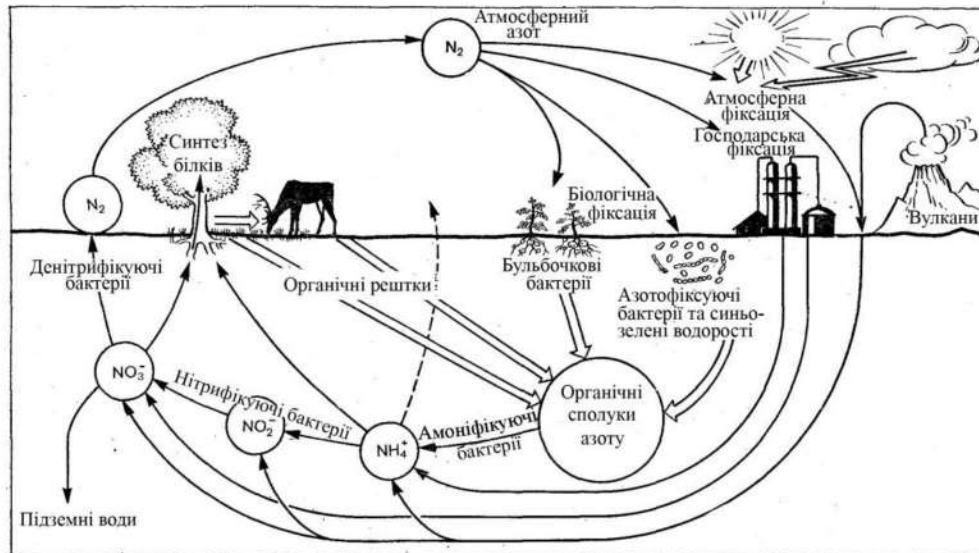 Атмосферний
азот
N₂
Атмосферна
фіксація
Господарська
фіксація
Синтез
білків
N₂
Біологічна
фіксація
Вулкани
Денітрифікуючі
бактерії
Органічні рештки
Бульбочкові
бактерії
Азотофіксуючі
бактерії та синьо-
зелені водорості
NO₃⁻
Нітрифікуючі
бактерії
NO₂⁻
NH₄⁺
Амоніфікуючі
бактерії
Органічні
сполуки
азоту
Підземні води